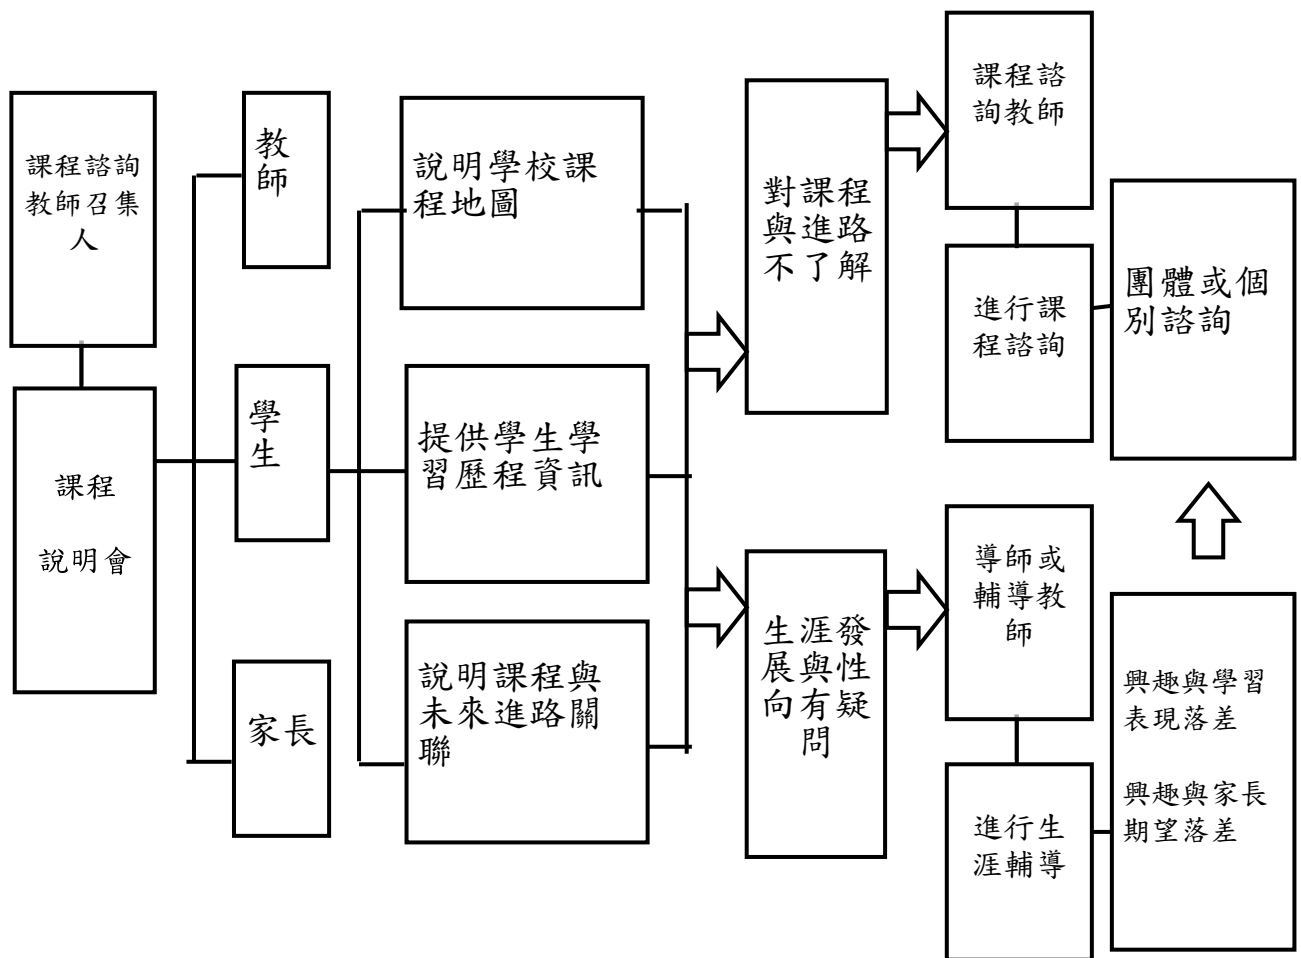 課程諮詢
教師召集
人
課程
說明會
教
師
學
生
家長
說明學校課
程地圖
提供學生學
習歷程資訊
說明課程與
未來進路關
聯
對課程
與進路
不了解
生涯發
展與性
向有疑
問
課程諮
詢教師
進行課
程諮詢
團體或個
別諮詢
導師或
輔導教
師
進行生
涯輔導
興趣與學習
表現落差
興趣與家長
期望落差